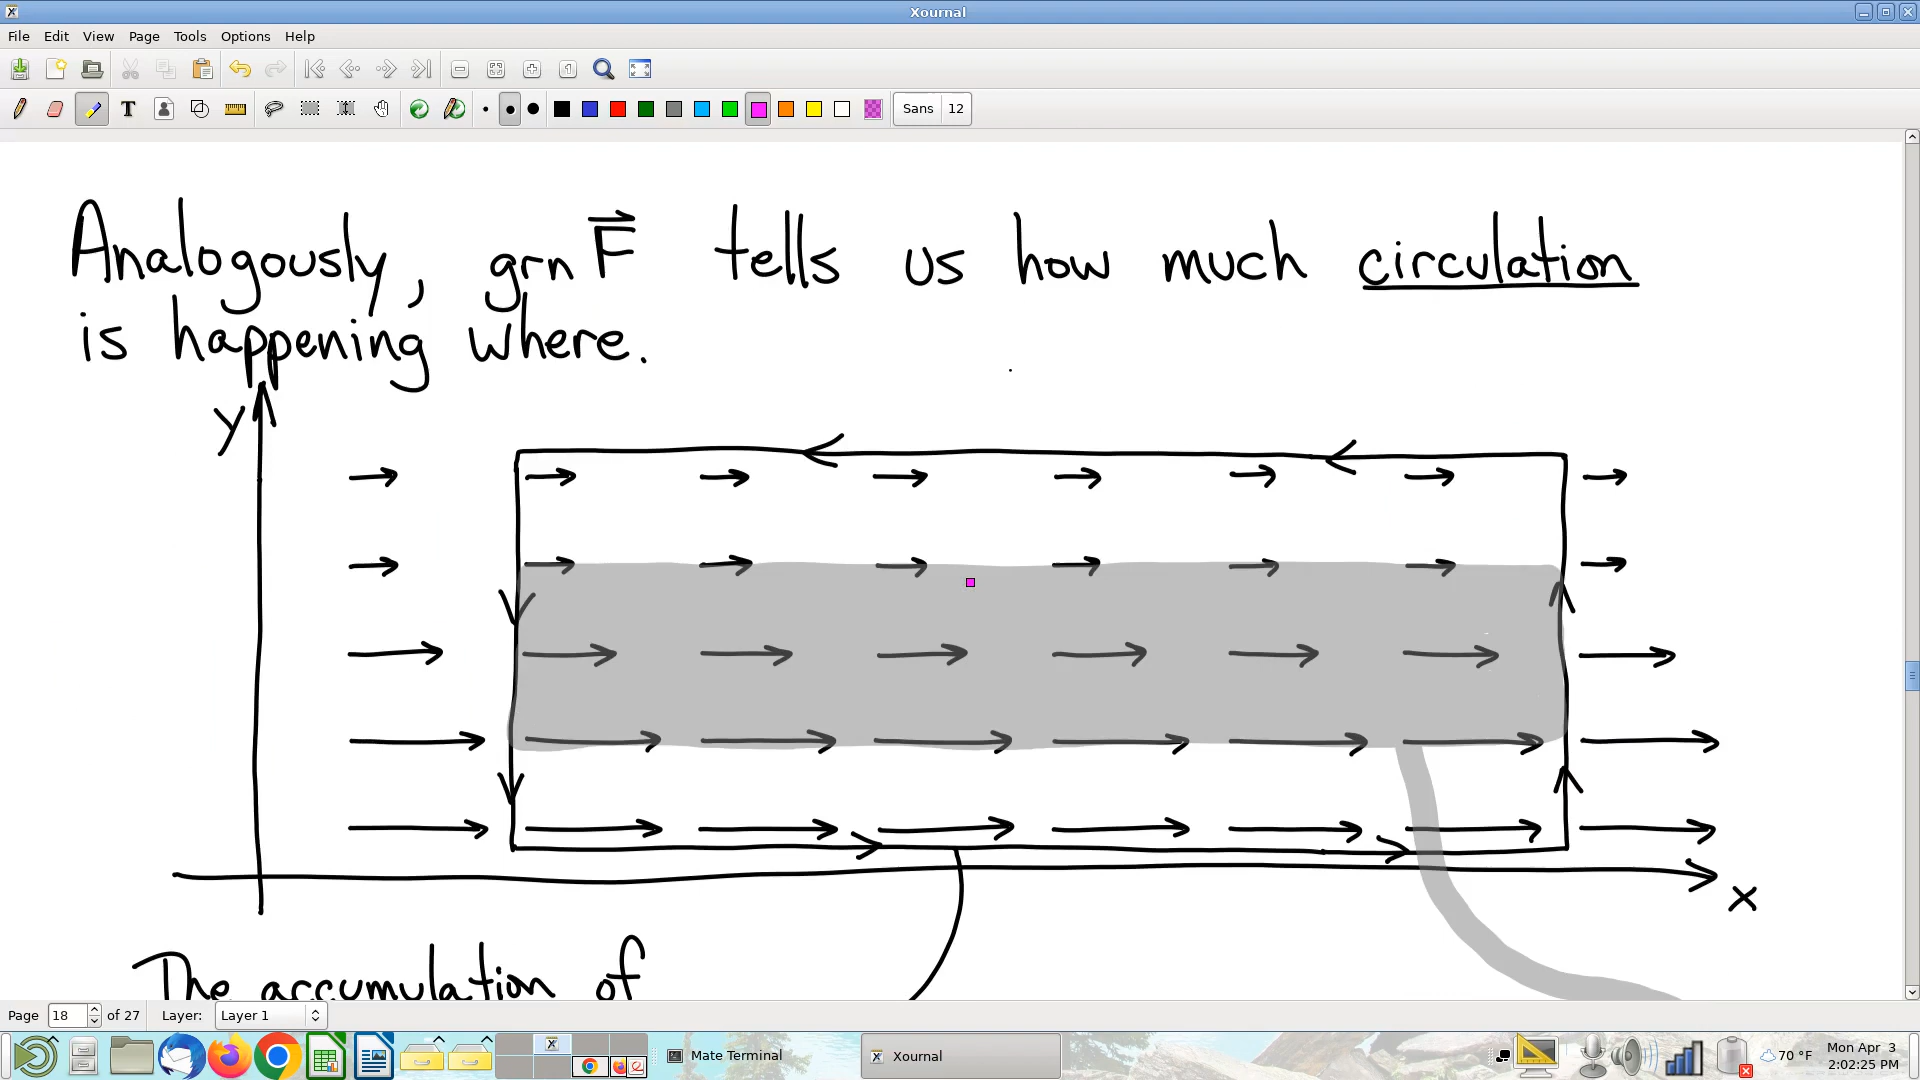 Xournal
File Edit View Page Tools Options Help
Sans 12
Analogously, grn F⃗ tells us how much circulation
is happening where.
y
x
The accumulation of
Page 18 of 27 Layer: Layer 1
Mate Terminal
Xournal
70 °F
Mon Apr 3
2:02:25 PM